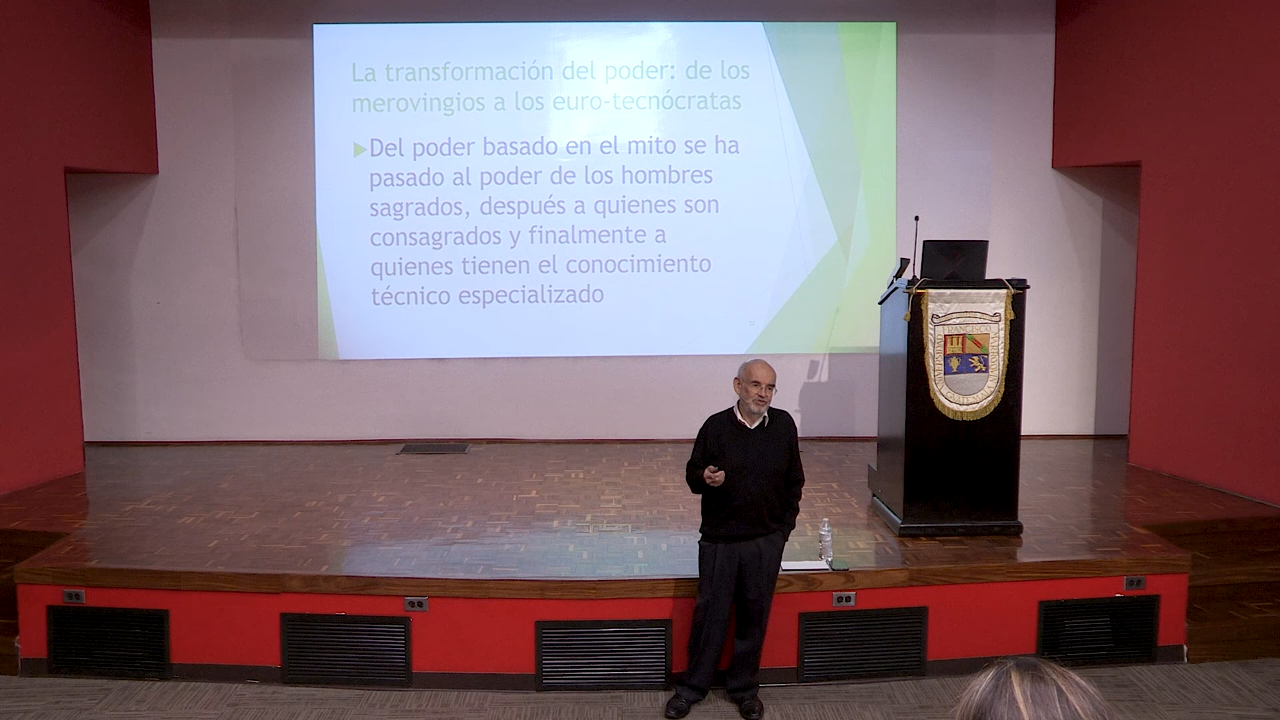 La transformación del poder: de los
merovingios a los euro-tecnócratas
Del poder basado en el mito se ha
pasado al poder de los hombres
sagrados, después a quienes son
consagrados y finalmente a
quienes tienen el conocimiento
técnico especializado
FRANCISCO